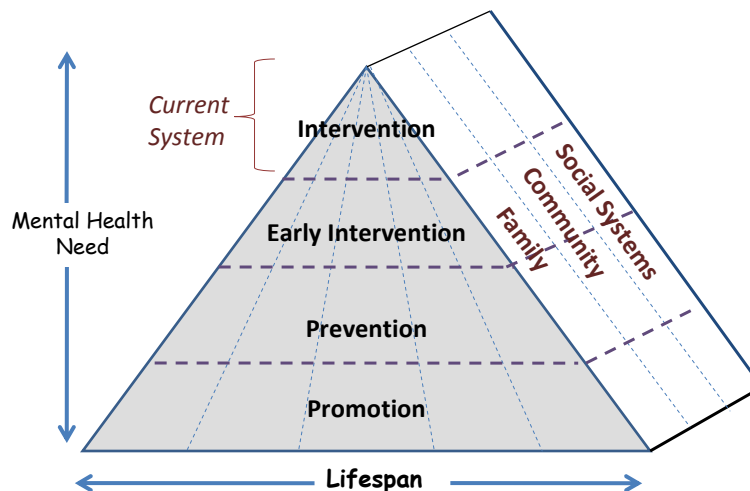 Current
System
Intervention
Mental Health
Need
Early Intervention
Prevention
Promotion
Family
Community
Social Systems
Lifespan